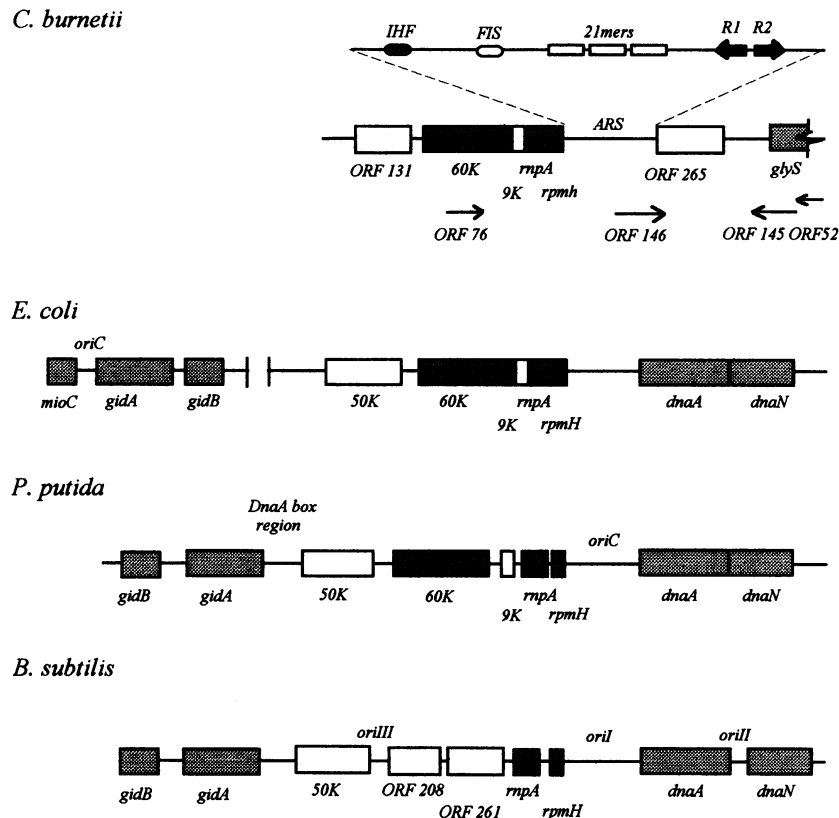 C. burnetii
IHF FIS 21mers R1 R2
ARS
ORF 131 60K rnpA ORF 265 glyS
9K rpmh
ORF 76 ORF 146 ORF 145 ORF52
E. coli
oriC
mioC gidA gidB 50K 60K rnpA dnaA dnaN
9K rpmH
P. putida
DnaA box
region oriC
gidB gidA 50K 60K rnpA dnaA dnaN
9K rpmH
B. subtilis
oriIII oriI oriII
gidB gidA 50K ORF 208 rnpA dnaA dnaN
ORF 261 rpmH